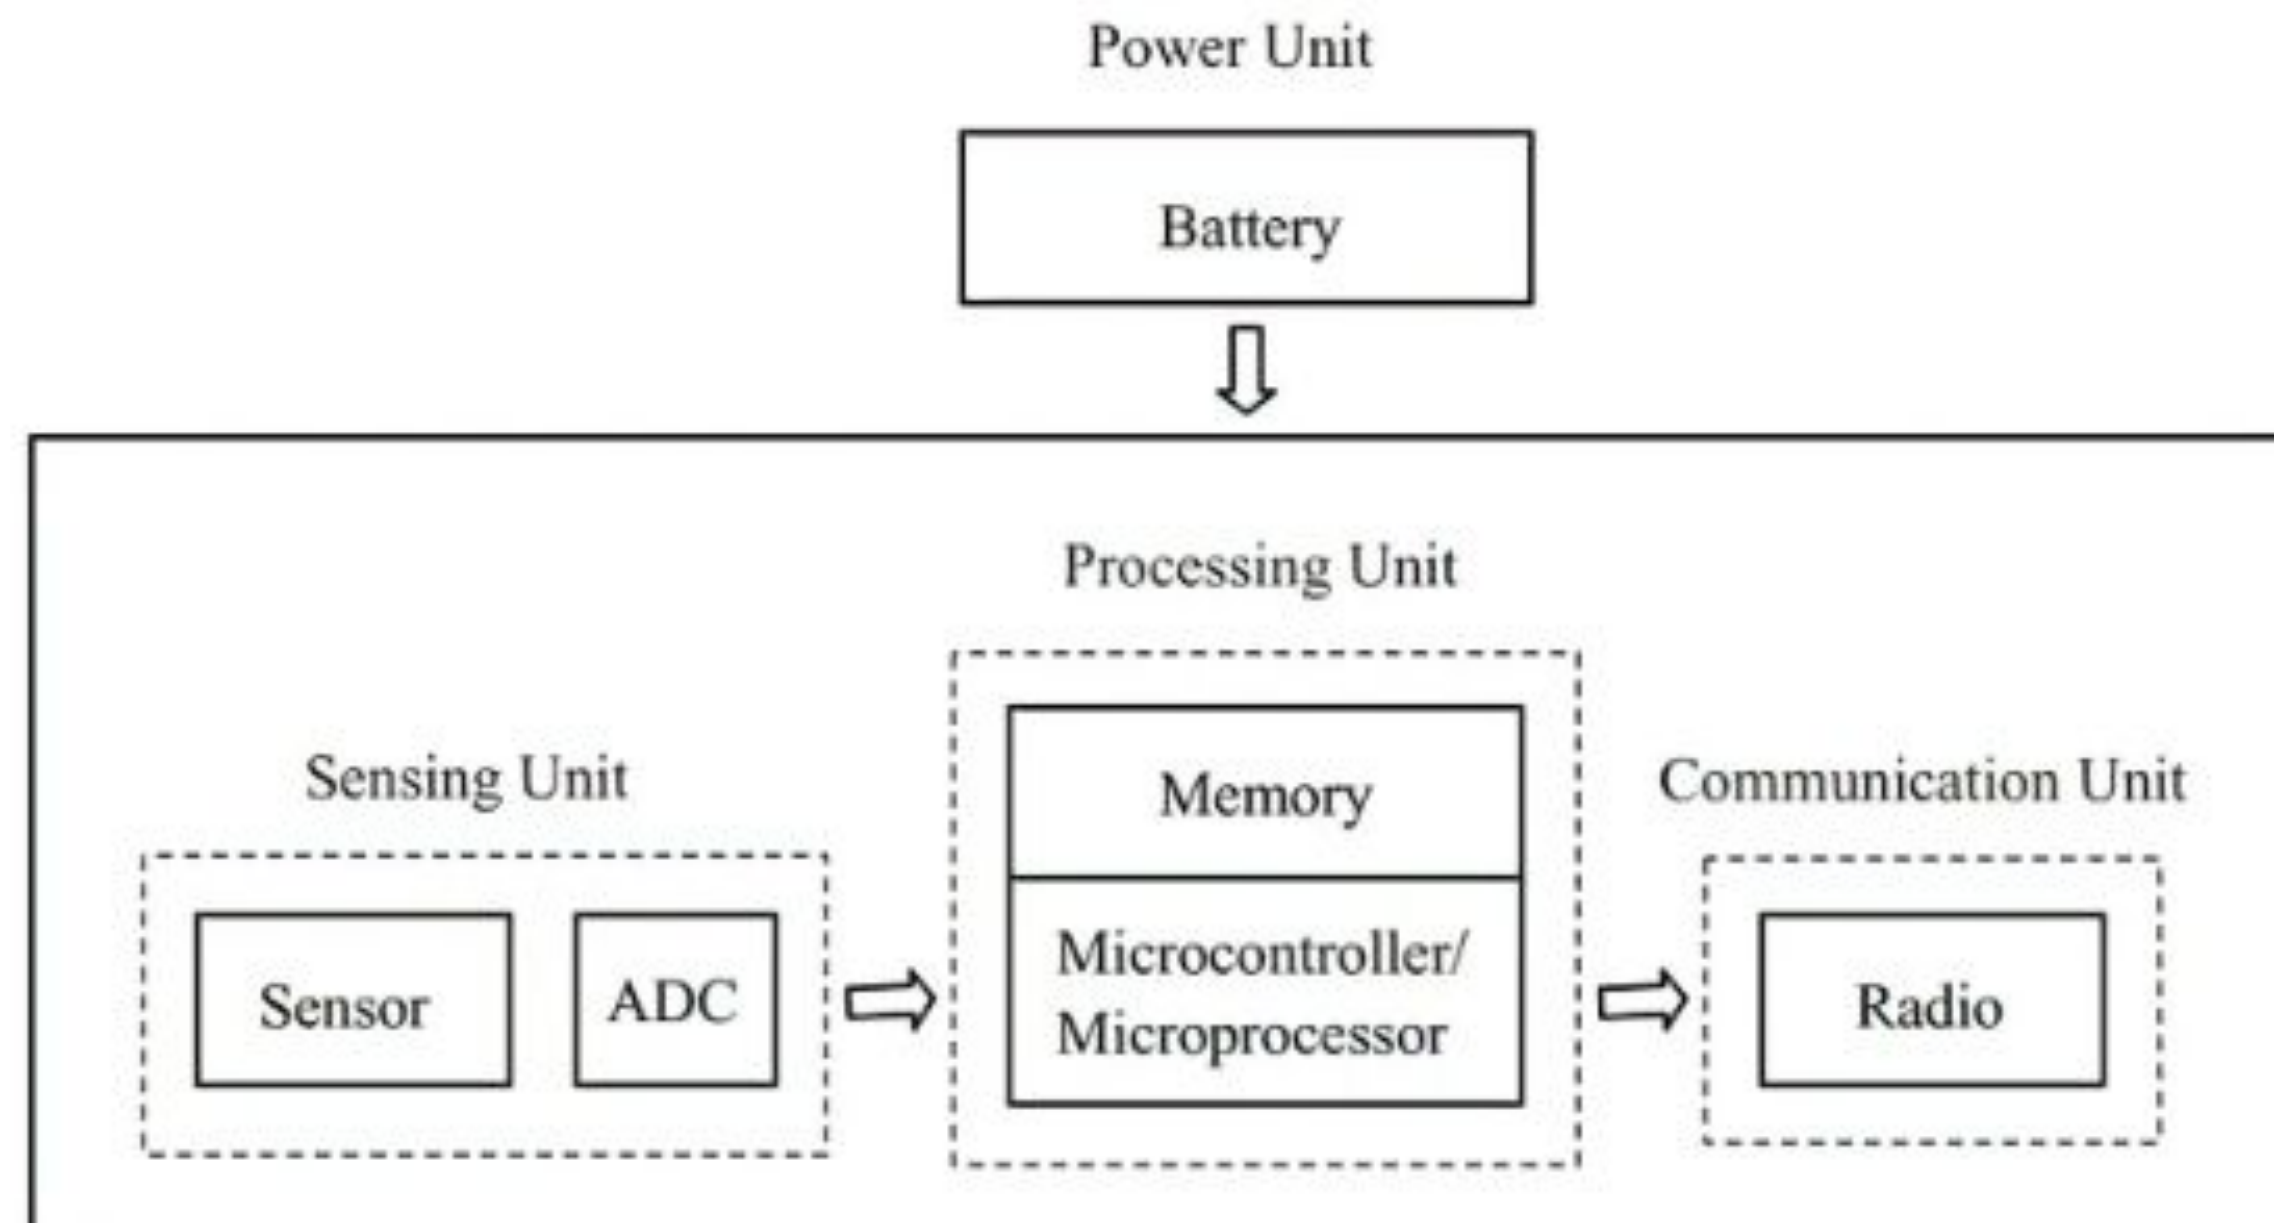 Power Unit
Battery
Processing Unit
Memory
Microcontroller/
Microprocessor
Sensing Unit
Sensor
ADC
Communication Unit
Radio